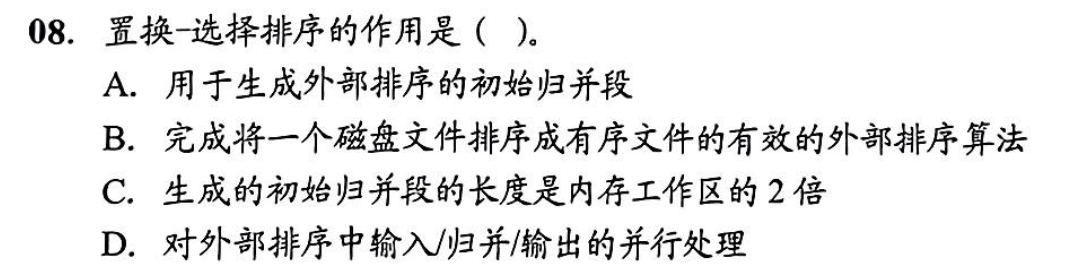 08. 置换-选择排序的作用是（ ）。
A. 用于生成外部排序的初始归并段
B. 完成将一个磁盘文件排序成有序文件的有效的外部排序算法
C. 生成的初始归并段的长度是内存工作区的 2 倍
D. 对外部排序中输入/归并/输出的并行处理